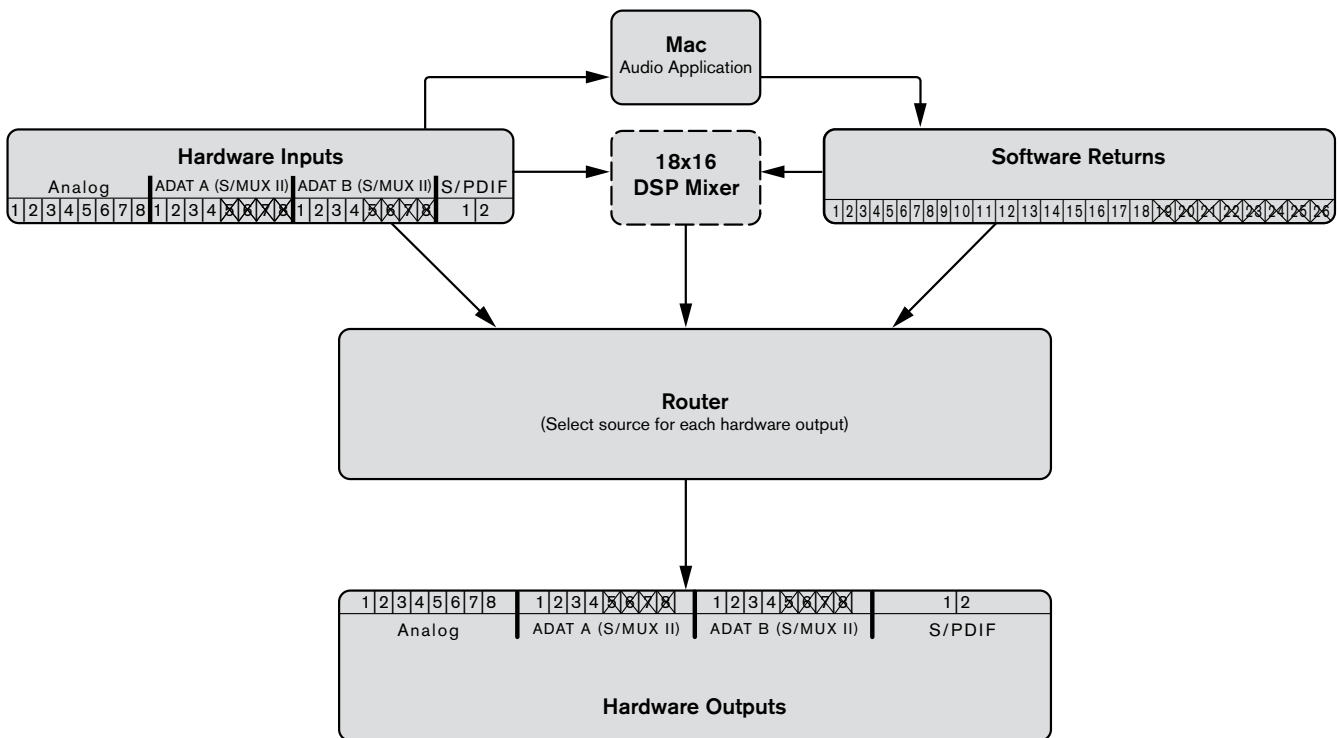 Mac
Audio Application
Hardware Inputs
Analog ADAT A (S/MUX II) ADAT B (S/MUX II) S/PDIF
1 2 3 4 5 6 7 8 1 2 3 4 5 6 7 8 1 2 3 4 5 6 7 8 1 2
18x16
DSP Mixer
Software Returns
1 2 3 4 5 6 7 8 9 10 11 12 13 14 15 16 17 18 19 20 21 22 23 24 25 26
Router
(Select source for each hardware output)
1 2 3 4 5 6 7 8 1 2 3 4 5 6 7 8 1 2 3 4 5 6 7 8 1 2
Analog ADAT A (S/MUX II) ADAT B (S/MUX II) S/PDIF
Hardware Outputs